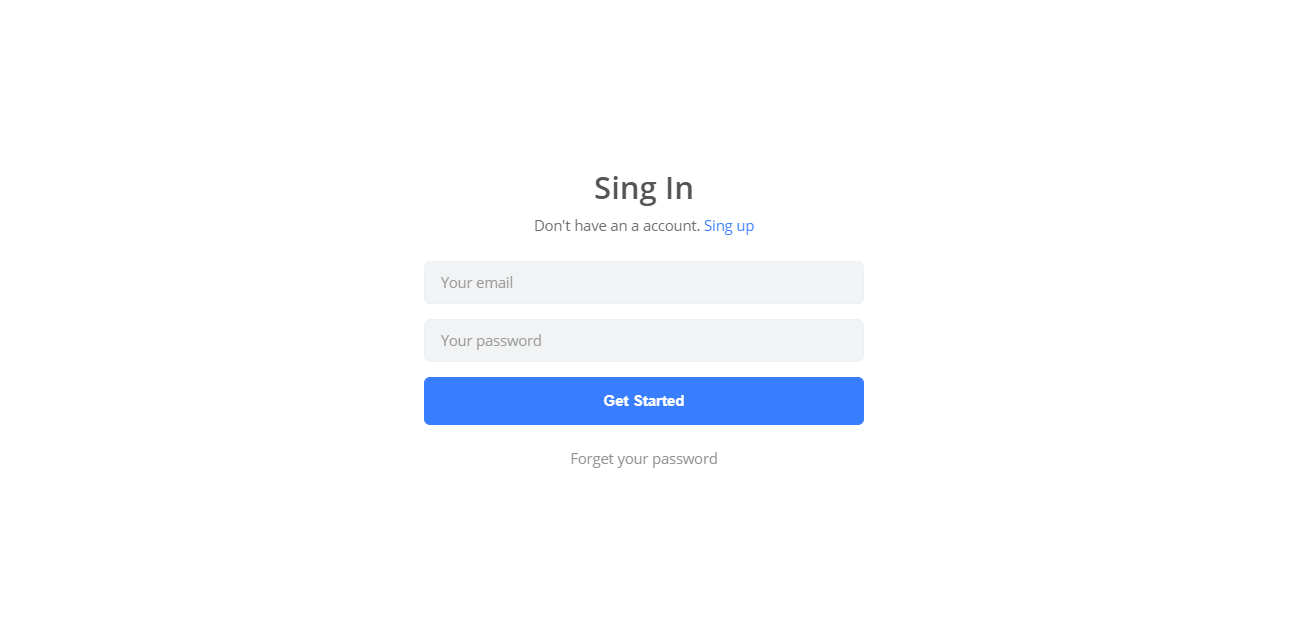 Sing In
Don't have an a account. Sing up
Your email
Your password
Get Started
Forget your password